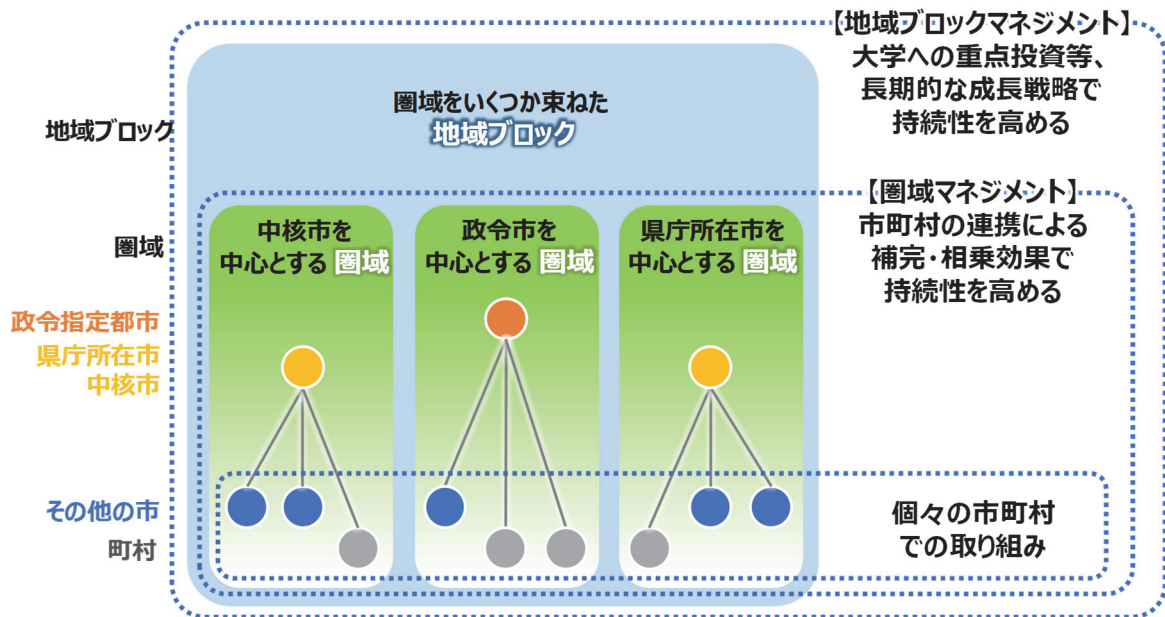 【地域ブロックマネジメント】
大学への重点投資等、
長期的な成長戦略で
持続性を高める
圏域をいくつか束ねた
地域ブロック
地域ブロック
【圏域マネジメント】
市町村の連携による
補完・相乗効果で
持続性を高める
圏域
中核市を
中心とする 圏域
政令市を
中心とする 圏域
県庁所在市を
中心とする 圏域
政令指定都市
県庁所在市
中核市
その他の市
町村
個々の市町村
での取り組み